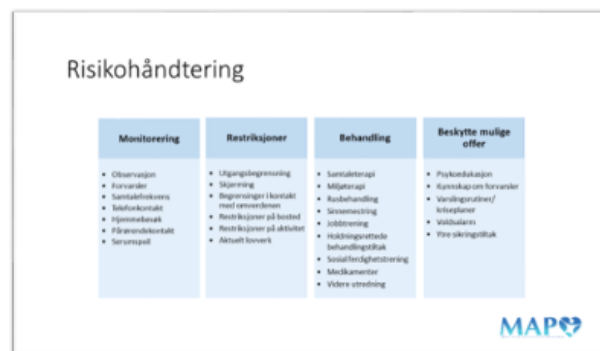 Risikohåndtering
Monitorering
• Observasjon
• Forvarsler
• Samtalefrekvens
• Telefonkontakt
• Hjemmebesøk
• Pårørendekontakt
• Serumspeil
Restriksjoner
• Utgangsbegrensning
• Skjerming
• Begrensinger i kontakt
med omverdenen
• Restriksjoner på bosted
• Restriksjoner på aktivitet
• Aktuelt lovverk
Behandling
• Samtaleterapi
• Miljøterapi
• Rusbehandling
• Sinnemestring
• Jobbtrening
• Holdningsrettede
behandlingstiltak
• Sosial ferdighetstrening
• Medikamenter
• Videre utredning
Beskytte mulige
offer
• Psykoedukasjon
• Kunnskap om forvarsler
• Varslingsrutiner/
kriseplaner
• Voldsalarm
• Ytre sikringstiltak
MAP